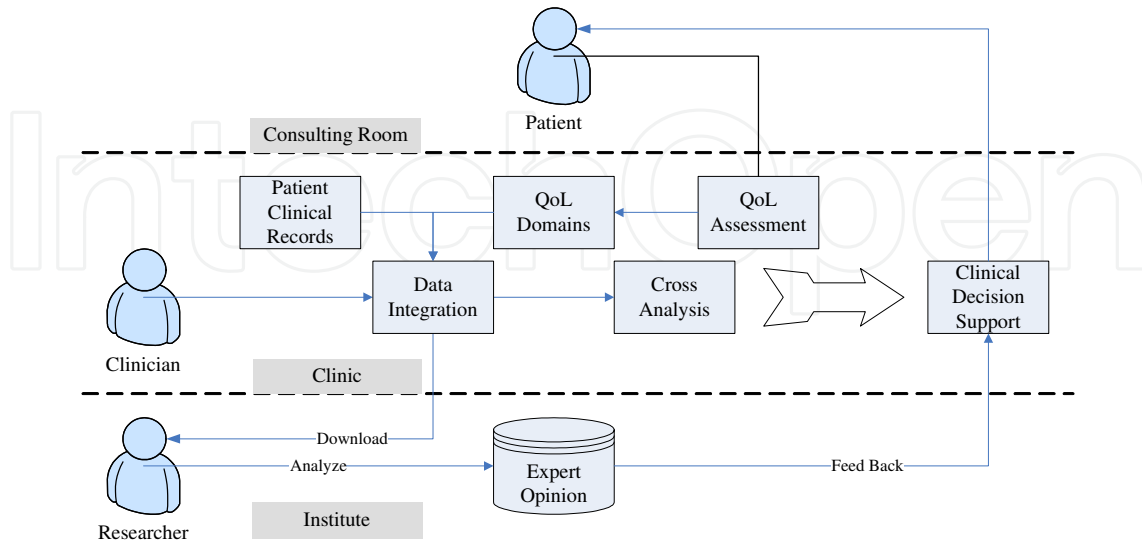 Patient
Consulting Room
IntechOpen
Patient
Clinical
Records
QoL
Domains
QoL
Assessment
Clinician
Data
Integration
Cross
Analysis
Clinical
Decision
Support
Clinic
Download
Analyze
Expert
Opinion
Feed Back
Researcher
Institute